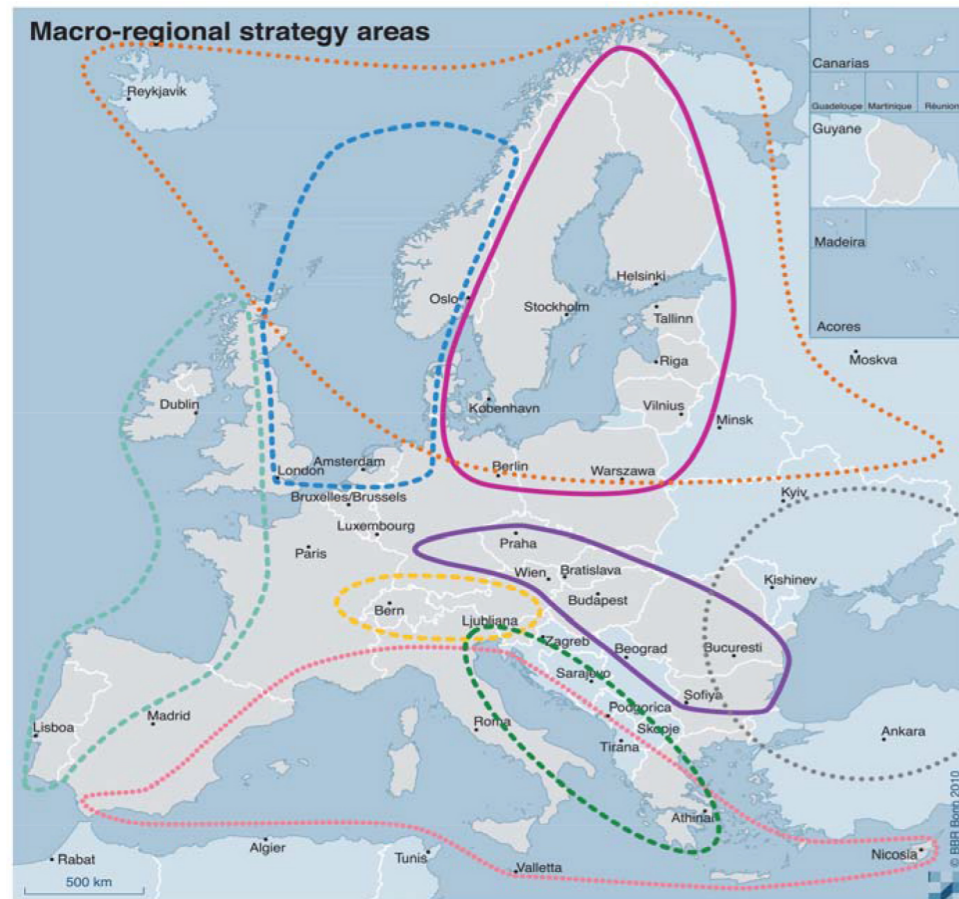 Macro-regional strategy areas
Canarias
Reykjavik
Guadeloupe Martinique Réunion
Guyane
Madeira
Helsinki
Oslo
Stockholm
Tallinn
Acores
Moskva
Riga
Dublin
København
Vilnius
Minsk
Amsterdam
London
Berlin
Warszawa
Bruxelles/Brussels
Kyiv
Luxembourg
Praha
Paris
Wien
Bratislava
Kishinev
Budapest
Bern
Ljubliana
Zagreb
Beograd
Bucuresti
Sarajevo
Sofiya
Podgorica
Madrid
Roma
Lisboa
Skopje
Ankara
Tirana
Athinai
Algier
Tunis
Nicosia
Rabat
Valletta
500 km
© BBR Bonn 2010